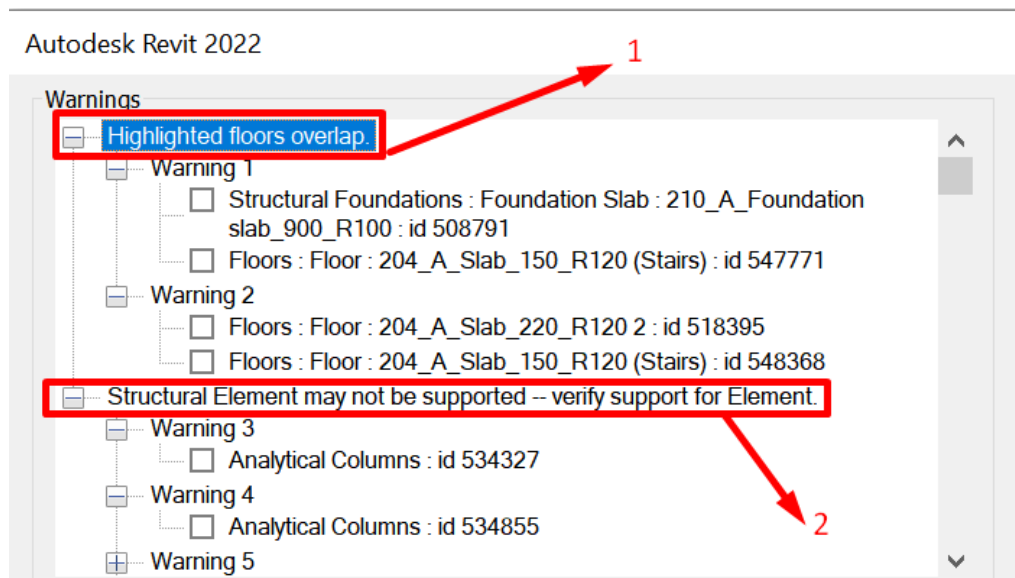 Autodesk Revit 2022
1
Warnings
Highlighted floors overlap.
Warning 1
Structural Foundations : Foundation Slab : 210_A_Foundation
slab_900_R100 : id 508791
Floors : Floor : 204_A_Slab_150_R120 (Stairs) : id 547771
Warning 2
Floors : Floor : 204_A_Slab_220_R120 2 : id 518395
Floors : Floor : 204_A_Slab_150_R120 (Stairs) : id 548368
Structural Element may not be supported -- verify support for Element.
Warning 3
Analytical Columns : id 534327
Warning 4
Analytical Columns : id 534855
2
Warning 5